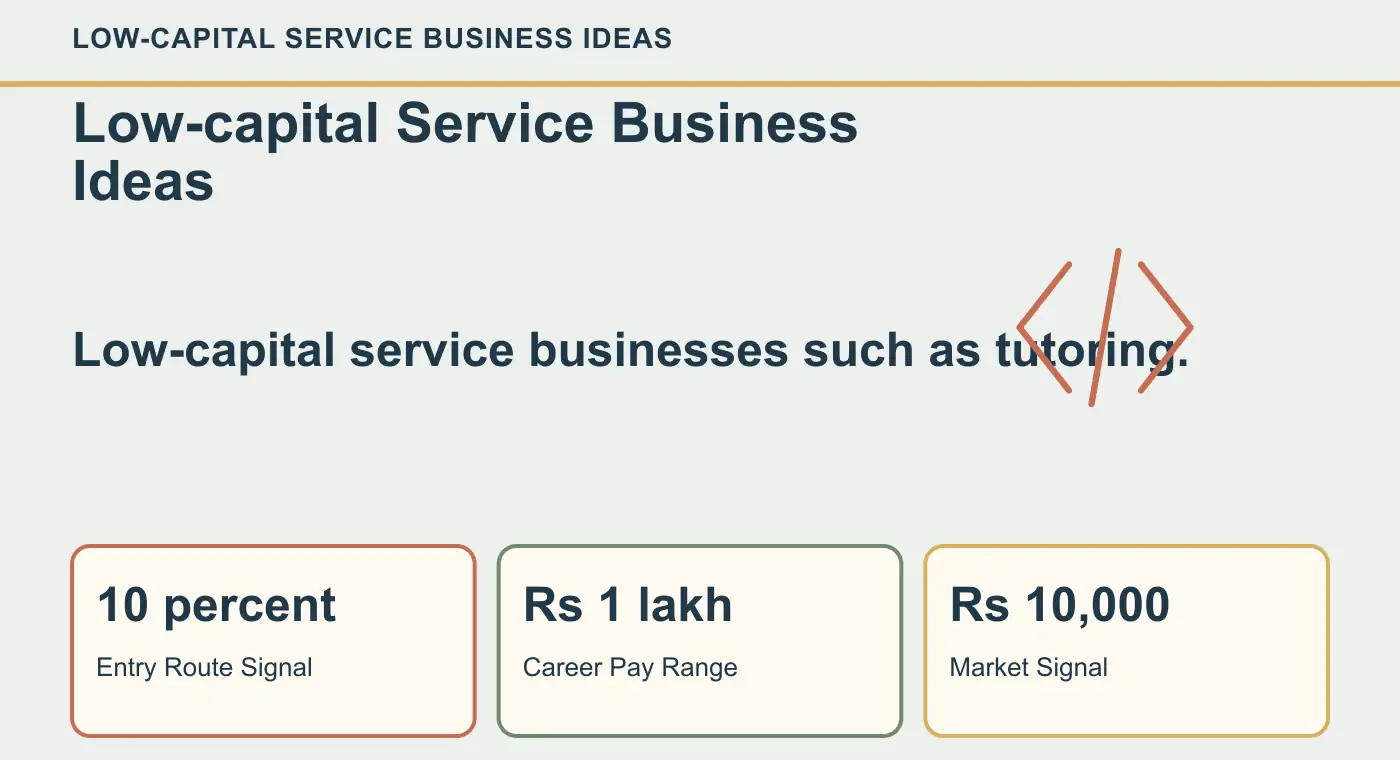 LOW-CAPITAL SERVICE BUSINESS IDEAS
Low-capital Service Business
Ideas
Low-capital service businesses such as tutoring.
10 percent
Entry Route Signal
Rs 1 lakh
Career Pay Range
Rs 10,000
Market Signal